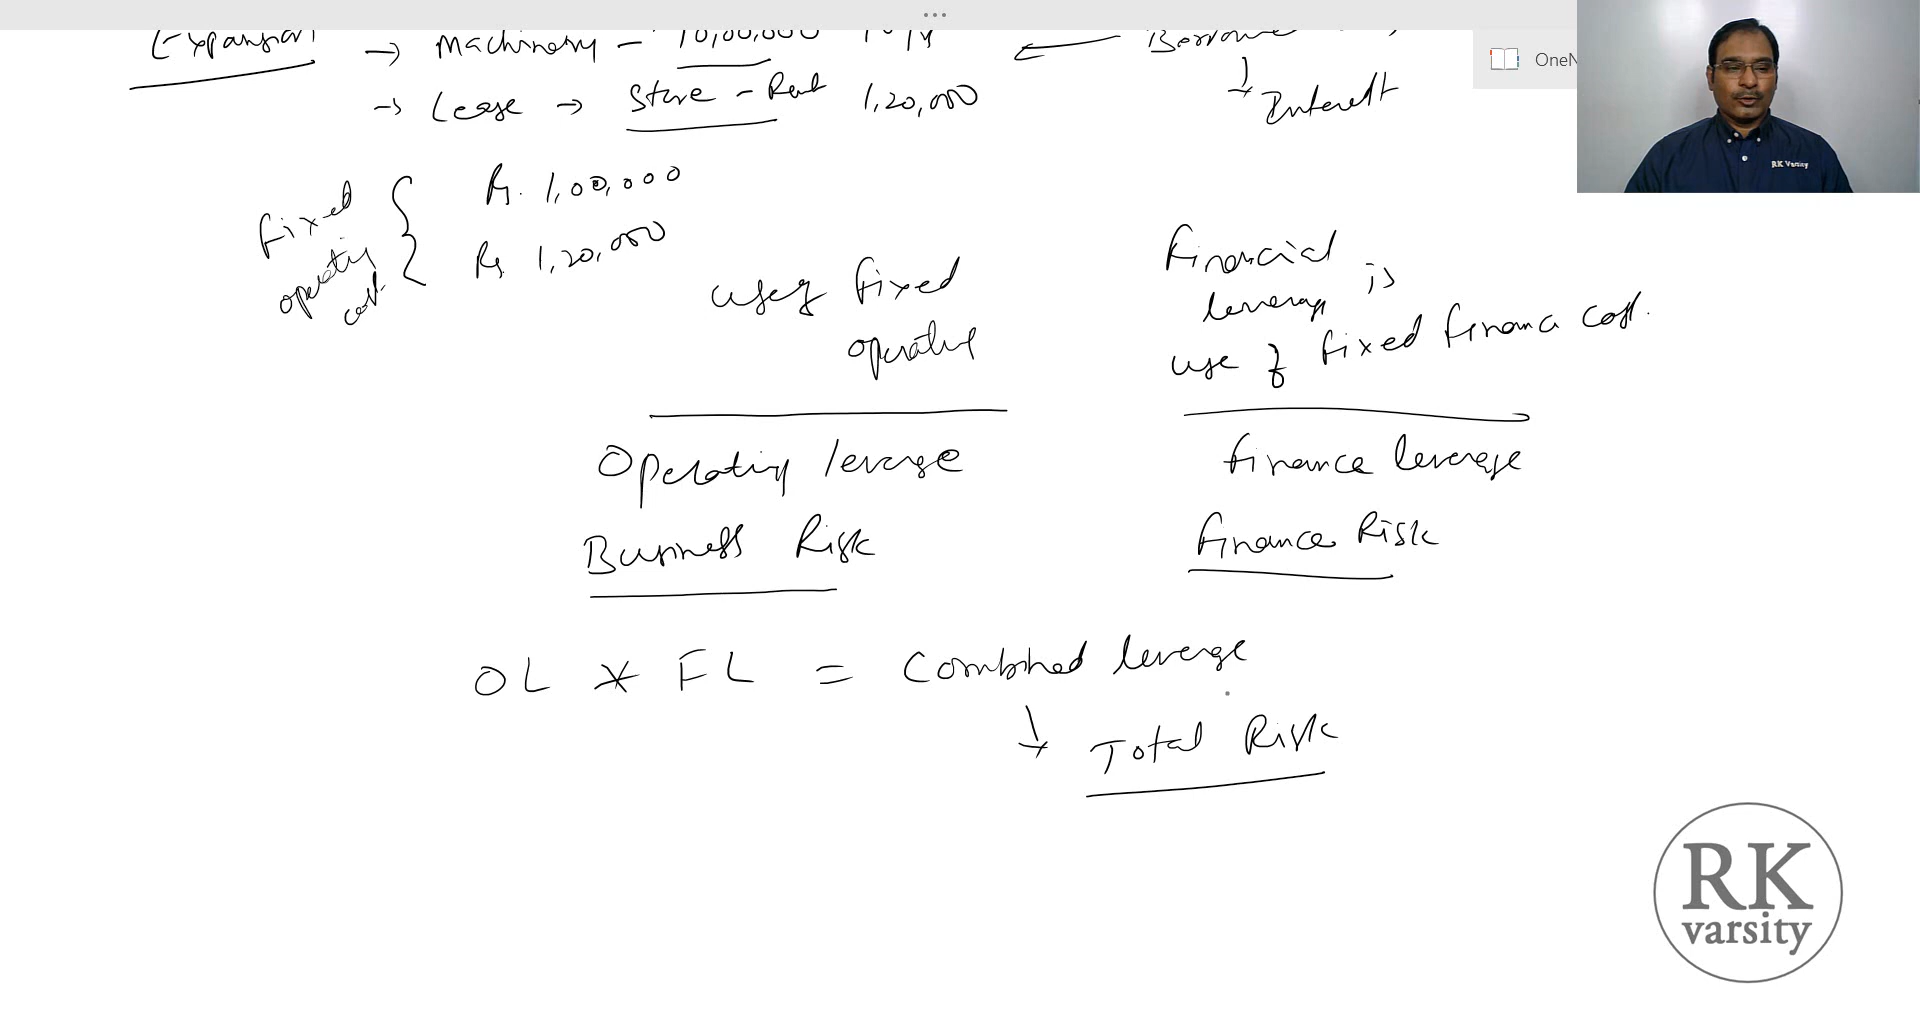 Expansion → Machinery - 10,00,000
→ Lease → Store - Rent 1,20,000
Borrow
Interest
OneN
RK Varsity
fixed operating cost
Rs. 1,00,000
Rs. 1,20,000
use of fixed
operating
Financial
leverage is
use of fixed finance cost.
Operating leverage
Business Risk
finance leverage
finance Risk
OL * FL = Combined leverage
↓ Total Risk
RK
varsity